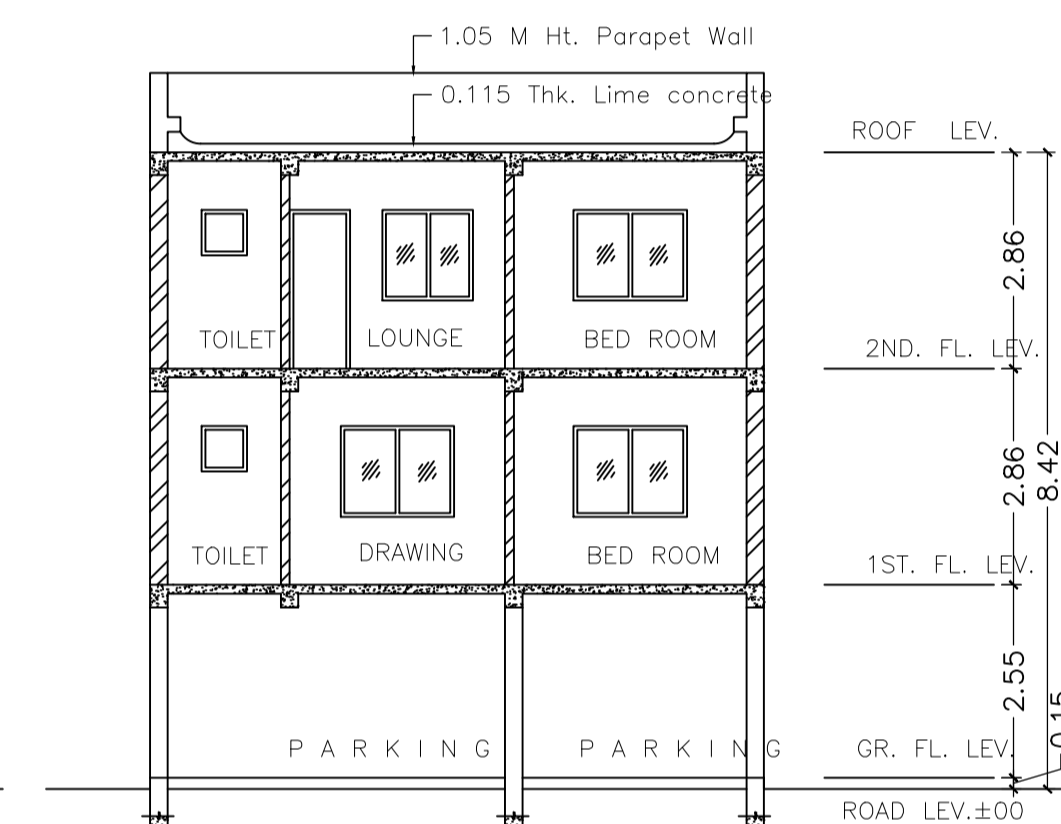 1.05 M Ht. Parapet Wall
0.115 Thk. Lime concrete
ROOF LEV.
2.86
TOILET LOUNGE BED ROOM
2ND. FL. LEV.
2.86
8.42
TOILET DRAWING BED ROOM
1ST. FL. LEV.
2.55
0.15
PARKING PARKING
GR. FL. LEV.
ROAD LEV.±00